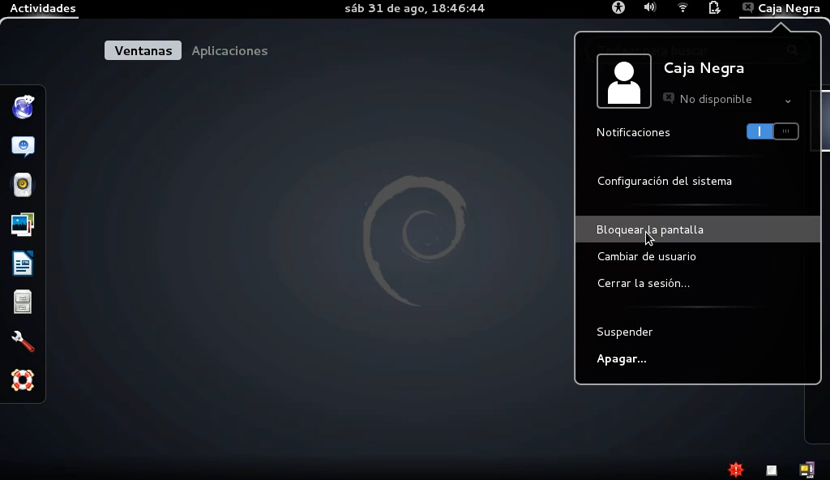 Actividades
sáb 31 de ago, 18:46:44
Caja Negra
Ventanas
Aplicaciones
Caja Negra
No disponible
Notificaciones
Configuración del sistema
Bloquear la pantalla
Cambiar de usuario
Cerrar la sesión...
Suspender
Apagar...